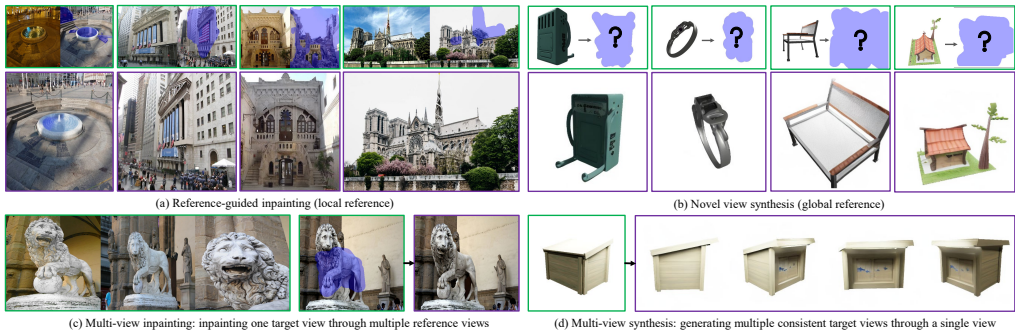 ? ? ? ?
(a) Reference-guided inpainting (local reference)
(b) Novel view synthesis (global reference)
(c) Multi-view inpainting: inpainting one target view through multiple reference views
(d) Multi-view synthesis: generating multiple consistent target views through a single view